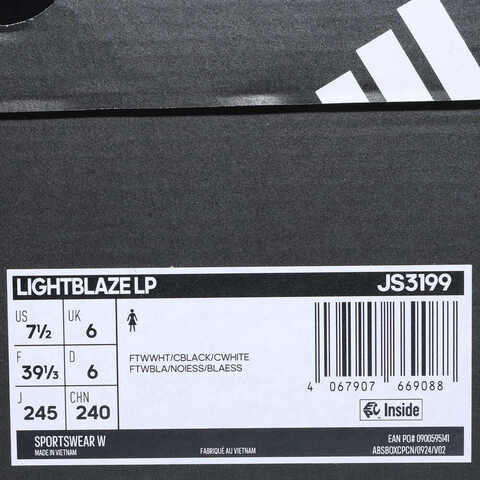 LIGHTBLAZE LP JS3199
US 7½ UK 6
F 39⅓ D 6
J 245 CHN 240
FTWWHT/CBLACK/CWHITE
FTWBLA/NOIESS/BLAESS
4 067907 669088
Inside
SPORTSWEAR W EAN PO# 0900595141
MADE IN VIETNAM FABRIQUÉ AU VIETNAM ABSBOXCPCN/0924/V02